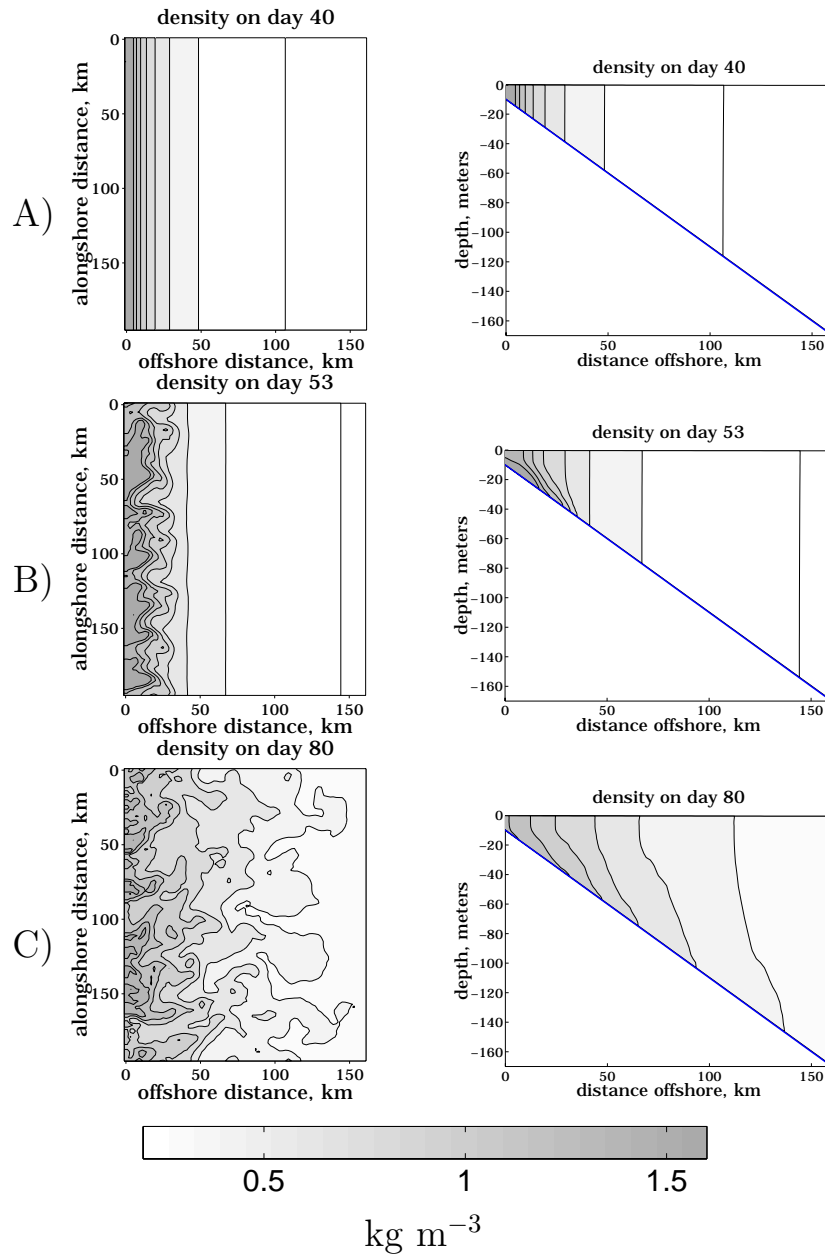 A)
density on day 40
alongshore distance, km
0
50
100
150
0 50 100 150
offshore distance, km
density on day 40
depth, meters
0
−20
−40
−60
−80
−100
−120
−140
−160
0 50 100 150
distance offshore, km
B)
density on day 53
alongshore distance, km
0
50
100
150
0 50 100 150
offshore distance, km
density on day 53
depth, meters
0
−20
−40
−60
−80
−100
−120
−140
−160
0 50 100 150
distance offshore, km
C)
density on day 80
alongshore distance, km
0
50
100
150
0 50 100 150
offshore distance, km
density on day 80
depth, meters
0
−20
−40
−60
−80
−100
−120
−140
−160
0 50 100 150
distance offshore, km
0.5 1 1.5
kg m⁻³